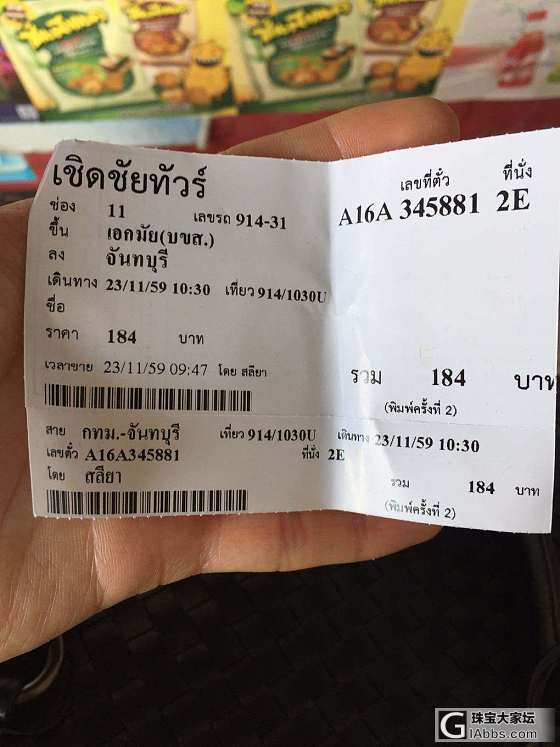 เชิดชัยทัวร์
ช่อง 11 เลขรถ 914-31
ขึ้น เอกมัย(บขส.)
ลง จันทบุรี
เดินทาง 23/11/59 10:30 เที่ยว 914/1030U
ชื่อ
ราคา 184 บาท
เวลาขาย 23/11/59 09:47 โดย สลียา
เลขที่ตั๋ว ที่นั่ง
A16A 345881 2E
รวม 184 บาท
(พิมพ์ครั้งที่ 2)
สาย กทม.-จันทบุรี เที่ยว 914/1030U เดินทาง 23/11/59 10:30
เลขตั๋ว A16A345881 ที่นั่ง 2E
โดย สลียา รวม 184 บาท
(พิมพ์ครั้งที่ 2)
珠宝大家坛
GIAbbs.com